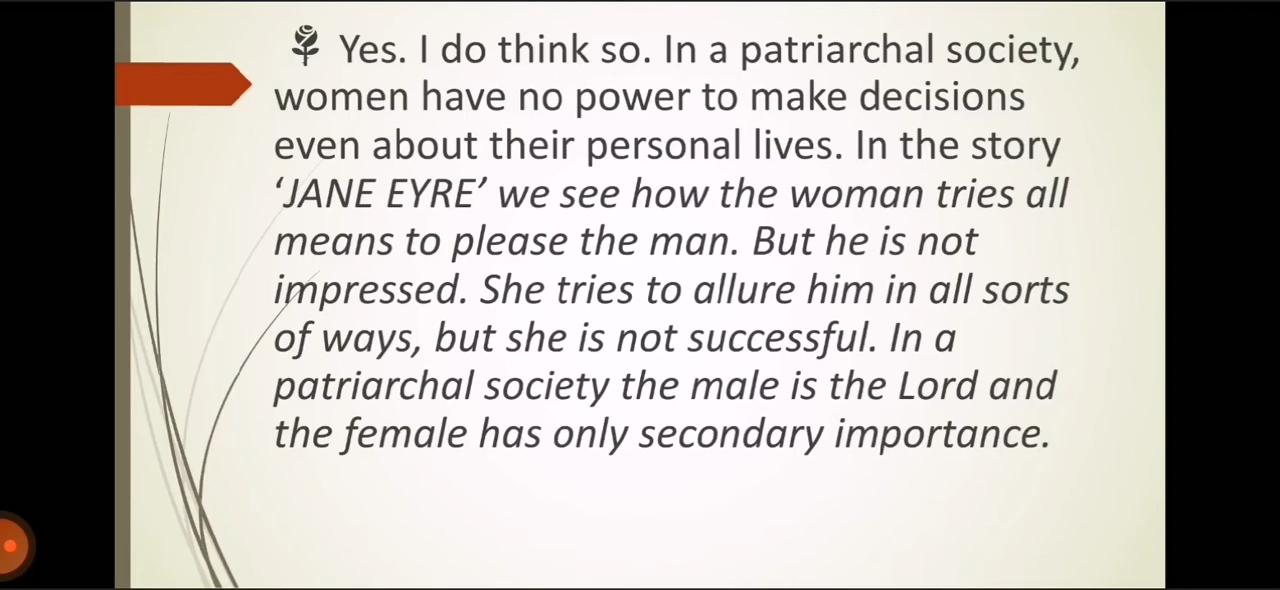 Yes. I do think so. In a patriarchal society,
women have no power to make decisions
even about their personal lives. In the story
‘JANE EYRE’ we see how the woman tries all
means to please the man. But he is not
impressed. She tries to allure him in all sorts
of ways, but she is not successful. In a
patriarchal society the male is the Lord and
the female has only secondary importance.